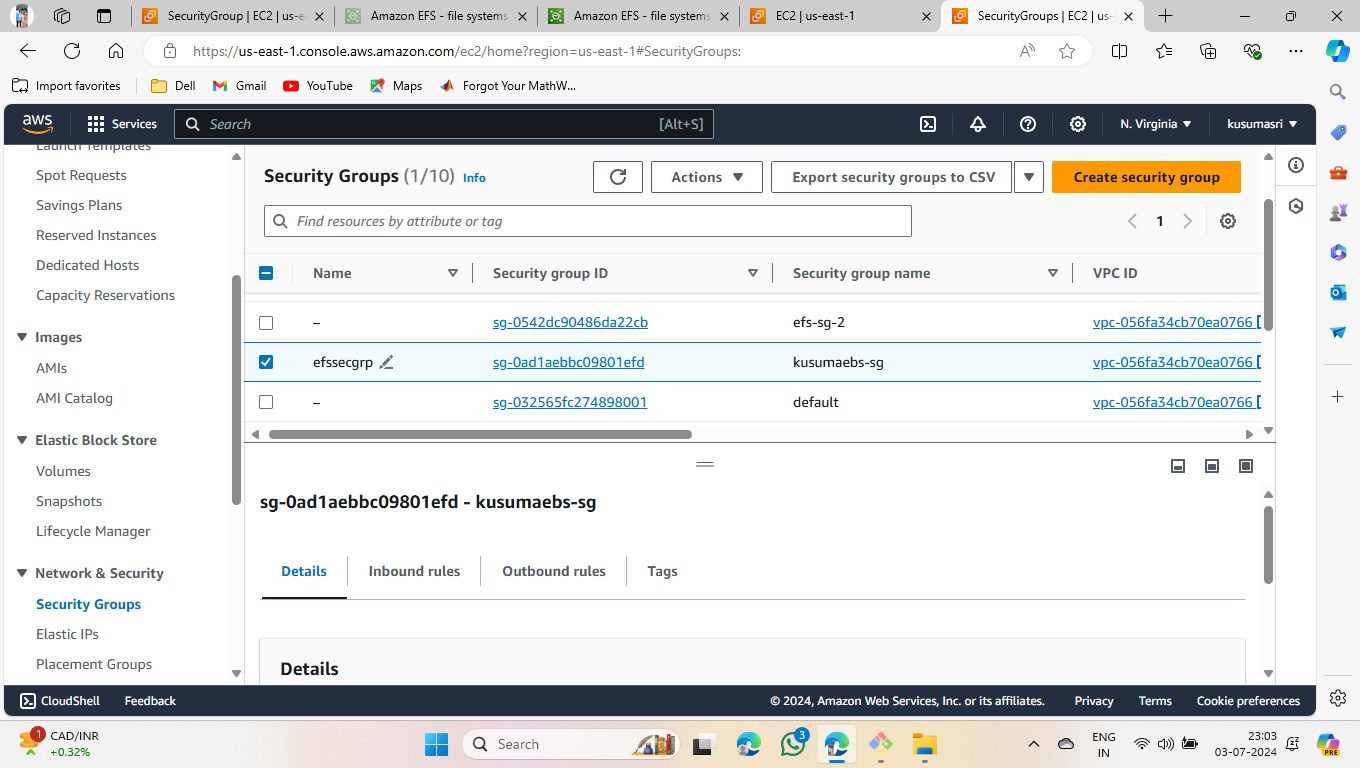 SecurityGroup | EC2 | us-e
Amazon EFS - file systems
Amazon EFS - file systems
EC2 | us-east-1
SecurityGroups | EC2 | us-
https://us-east-1.console.aws.amazon.com/ec2/home?region=us-east-1#SecurityGroups:
Import favorites
Dell
Gmail
YouTube
Maps
Forgot Your MathW...
aws
Services
Search
[Alt+S]
N. Virginia
kusumasri
Launch Templates
Spot Requests
Savings Plans
Reserved Instances
Dedicated Hosts
Capacity Reservations
Images
AMIs
AMI Catalog
Elastic Block Store
Volumes
Snapshots
Lifecycle Manager
Network & Security
Security Groups
Elastic IPs
Placement Groups
Security Groups (1/10) Info
Actions
Export security groups to CSV
Create security group
Find resources by attribute or tag
1
Name Security group ID Security group name VPC ID
– sg-0542dc90486da22cb efs-sg-2 vpc-056fa34cb70ea0766
efssecgrp sg-0ad1aebbc09801efd kusumaebs-sg vpc-056fa34cb70ea0766
– sg-032565fc274898001 default vpc-056fa34cb70ea0766
sg-0ad1aebbc09801efd - kusumaebs-sg
Details
Inbound rules
Outbound rules
Tags
Details
CloudShell
Feedback
© 2024, Amazon Web Services, Inc. or its affiliates.
Privacy
Terms
Cookie preferences
1
CAD/INR
+0.32%
Search
3
ENG
IN
23:03
03-07-2024
PRE